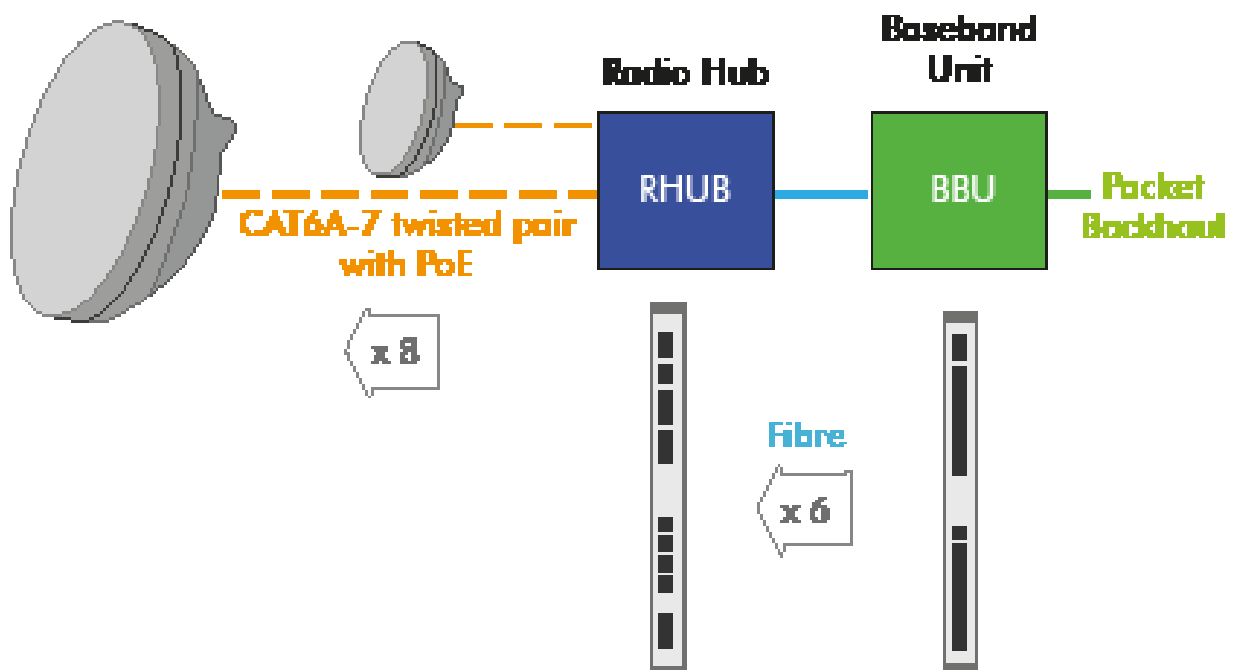 Radio Hub
Baseband
Unit
RHUB
BBU
Packet
Backhaul
CAT6A-7 twisted pair
with PoE
x 8
Fibre
x 6